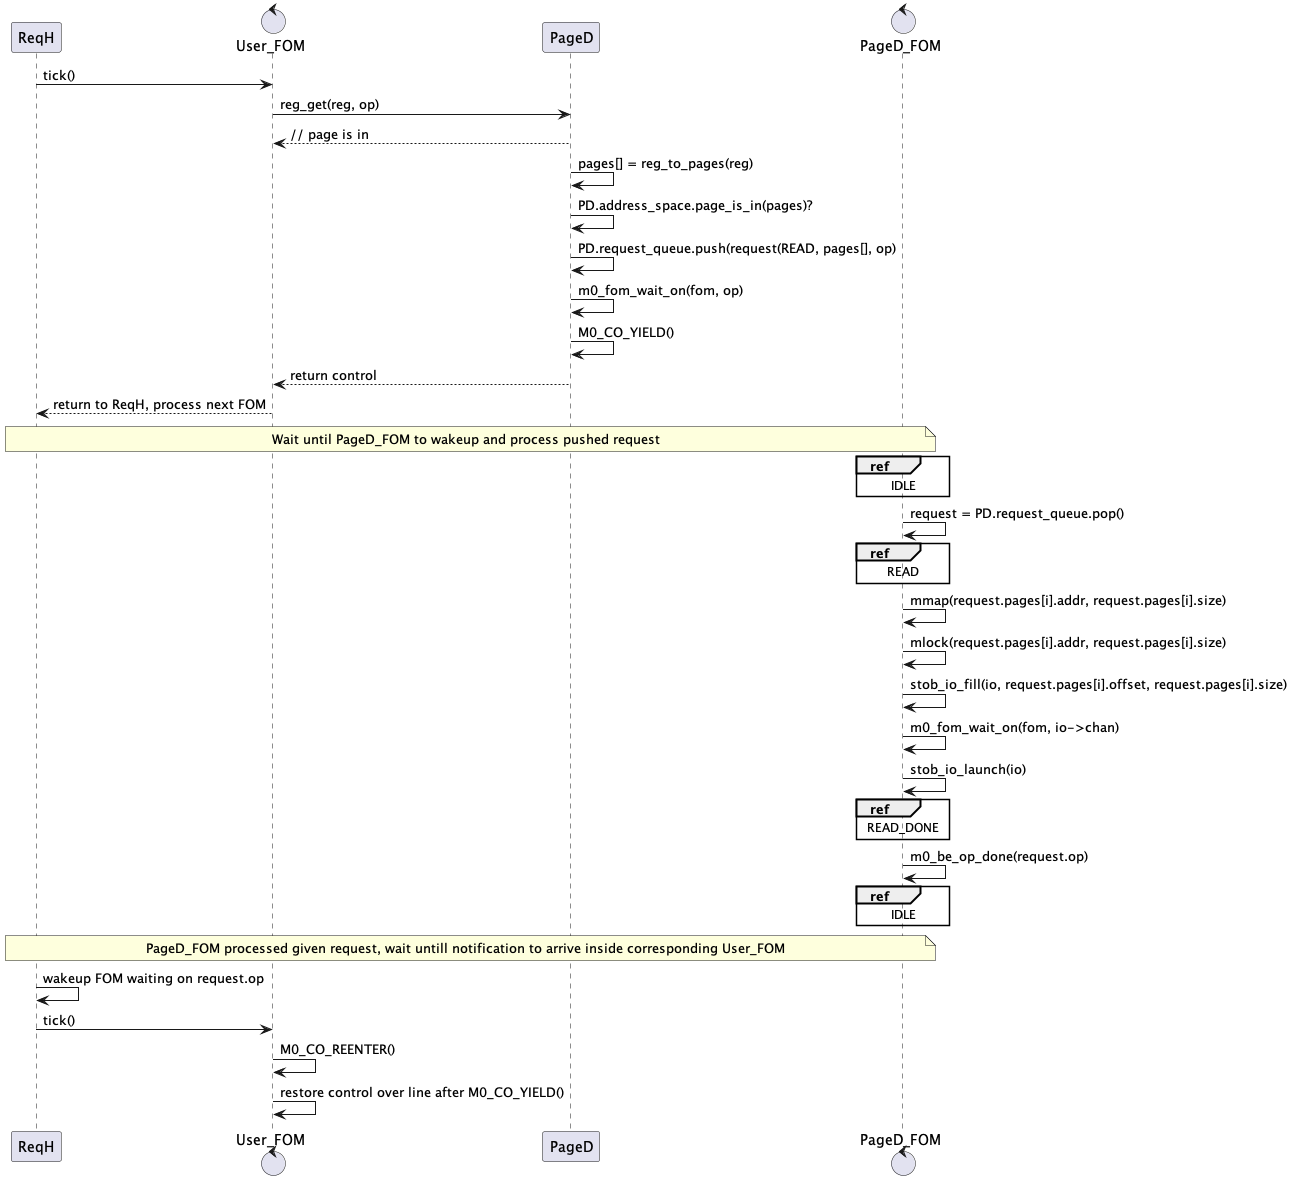 ReqH
User_FOM
PageD
PageD_FOM
tick()
reg_get(reg, op)
// page is in
pages[] = reg_to_pages(reg)
PD.address_space.page_is_in(pages)?
PD.request_queue.push(request(READ, pages[], op)
m0_fom_wait_on(fom, op)
M0_CO_YIELD()
return control
return to ReqH, process next FOM
Wait until PageD_FOM to wakeup and process pushed request
ref
IDLE
request = PD.request_queue.pop()
ref
READ
mmap(request.pages[i].addr, request.pages[i].size)
mlock(request.pages[i].addr, request.pages[i].size)
stob_io_fill(io, request.pages[i].offset, request.pages[i].size)
m0_fom_wait_on(fom, io->chan)
stob_io_launch(io)
ref
READ_DONE
m0_be_op_done(request.op)
ref
IDLE
PageD_FOM processed given request, wait untill notification to arrive inside corresponding User_FOM
wakeup FOM waiting on request.op
tick()
M0_CO_REENTER()
restore control over line after M0_CO_YIELD()
ReqH
User_FOM
PageD
PageD_FOM